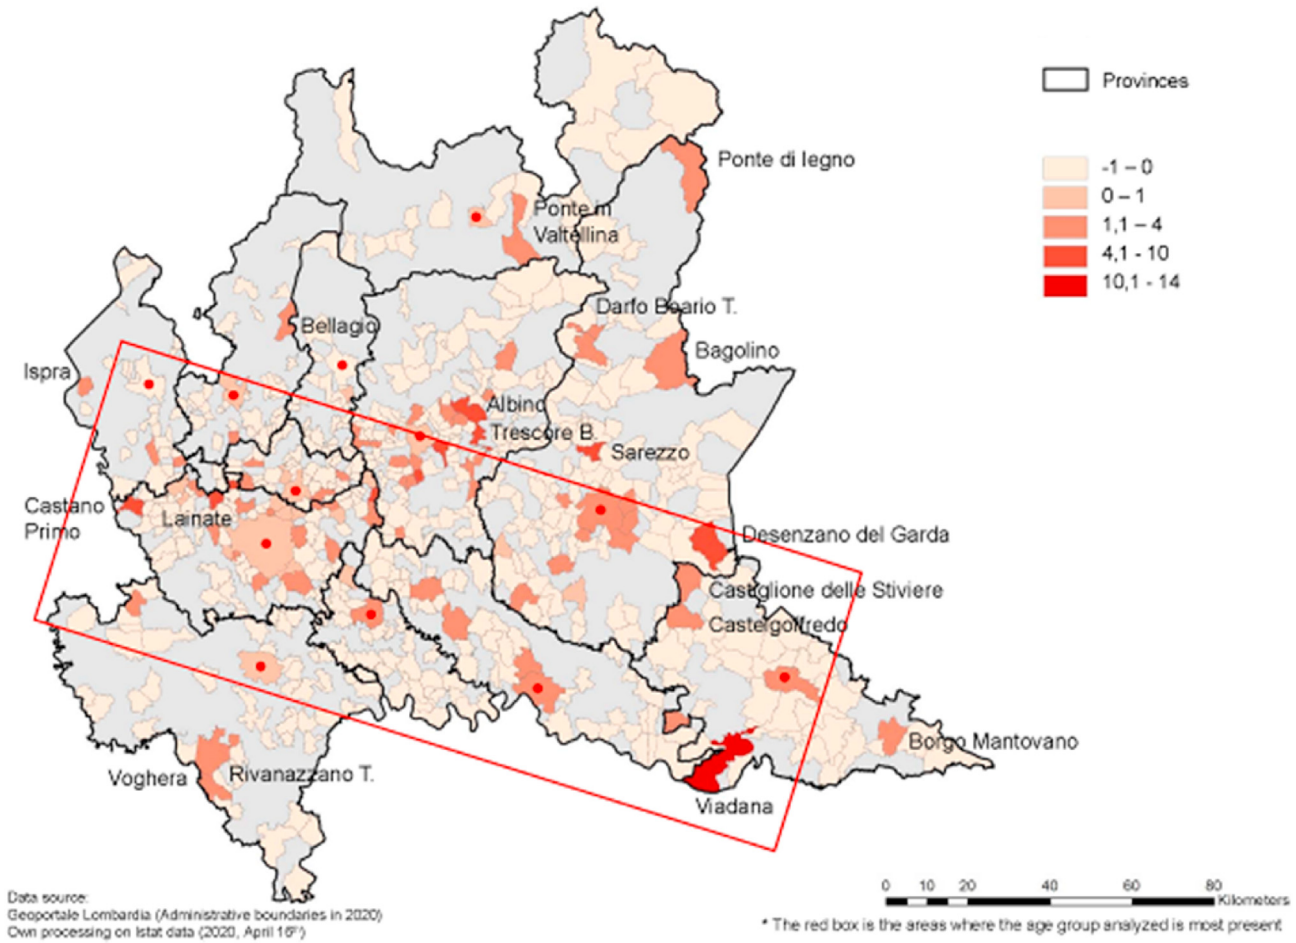 Provinces
Ponte di legno
-1 – 0
0 – 1
1,1 – 4
4,1 - 10
10,1 - 14
Ponte in
Valtellina
Darfo Boario T.
Bellagio
Bagolino
Ispra
Albino
Trescore B.
Sarezzo
Castano
Primo
Lainate
Desenzano del Garda
Castiglione delle Stiviere
Castelgolfredo
Borgo Mantovano
Voghera
Rivanazzano T.
Viadana
0 10 20 40 60 80
Kilometers
* The red box is the areas where the age group analyzed is most present
Data source:
Geoportale Lombardia (Administrative boundaries in 2020)
Own processing on Istat data (2020, April 16th)